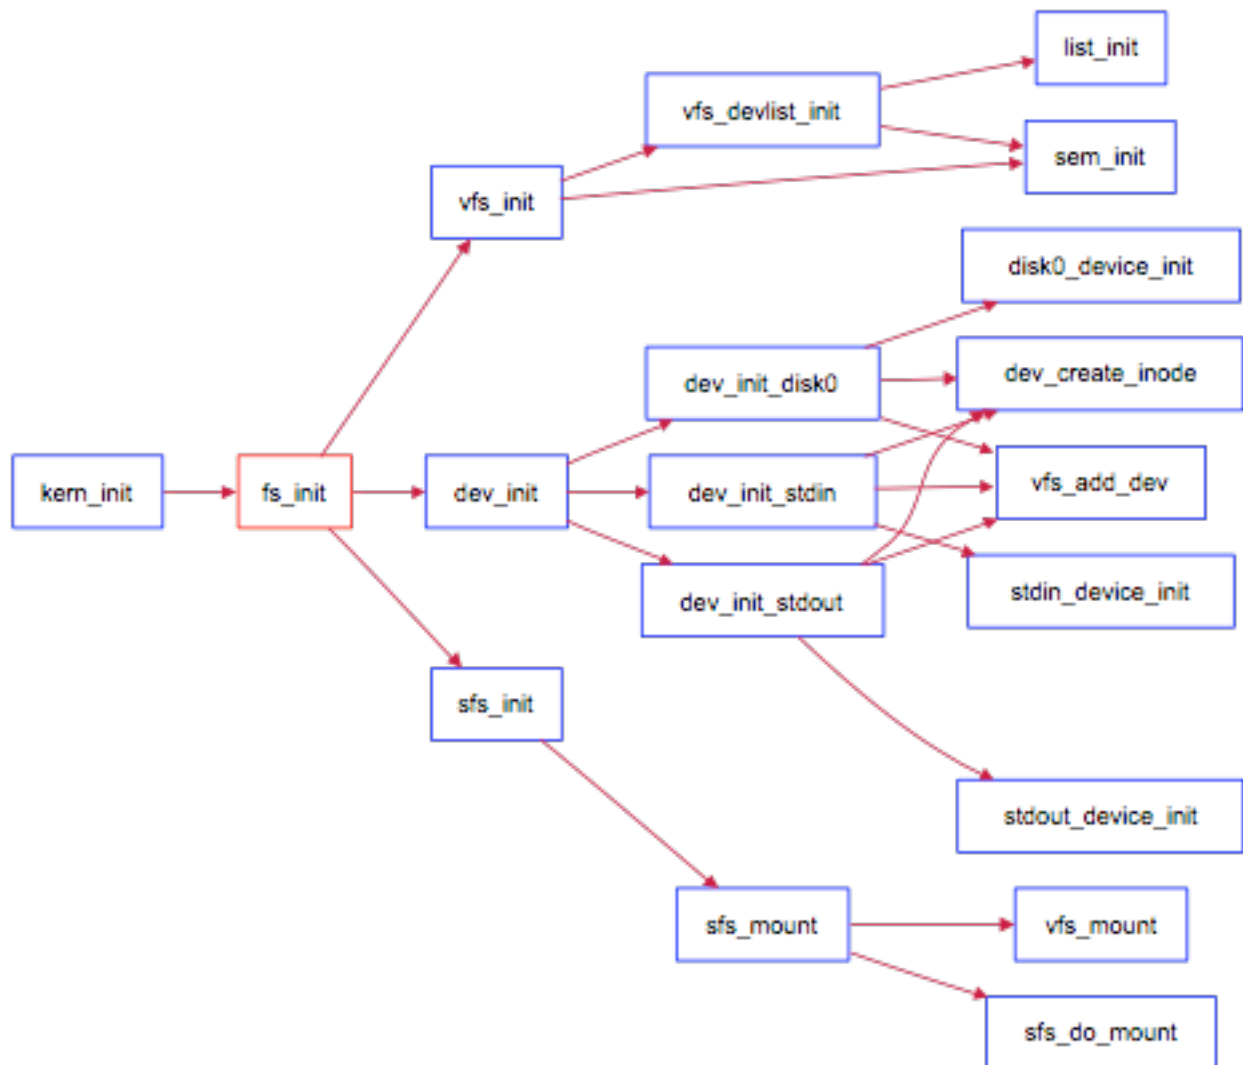 list_init
vfs_devlist_init
sem_init
vfs_init
disk0_device_init
dev_create_inode
dev_init_disk0
kern_init
fs_init
dev_init
dev_init_stdin
vfs_add_dev
stdin_device_init
dev_init_stdout
sfs_init
stdout_device_init
sfs_mount
vfs_mount
sfs_do_mount